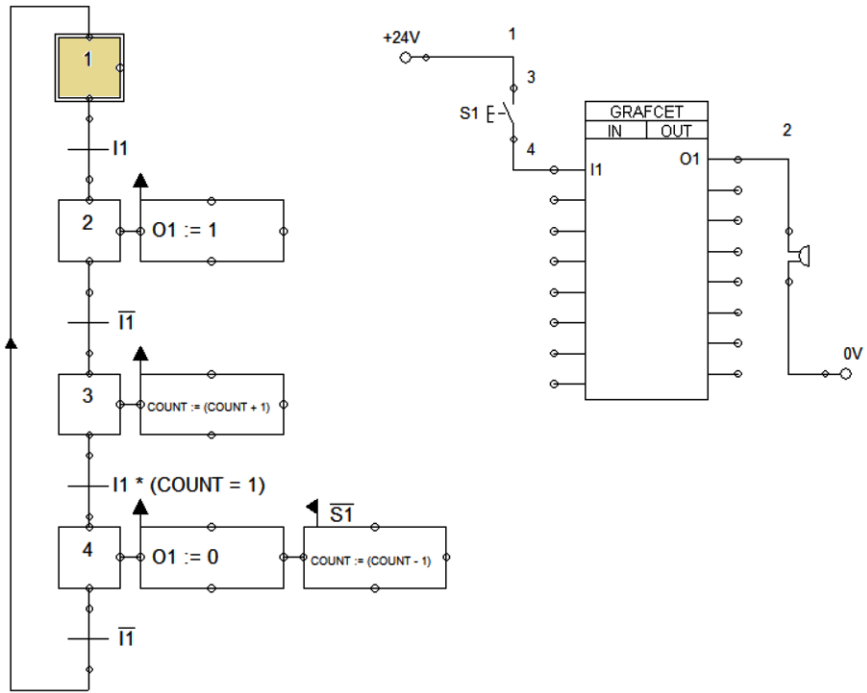 1
I1
2
O1 := 1
I1
3
COUNT := (COUNT + 1)
I1 * (COUNT = 1)
4
O1 := 0
S1
COUNT := (COUNT - 1)
I1
+24V
1
3
S1
4
GRAFCET
IN OUT
I1 O1
2
0V